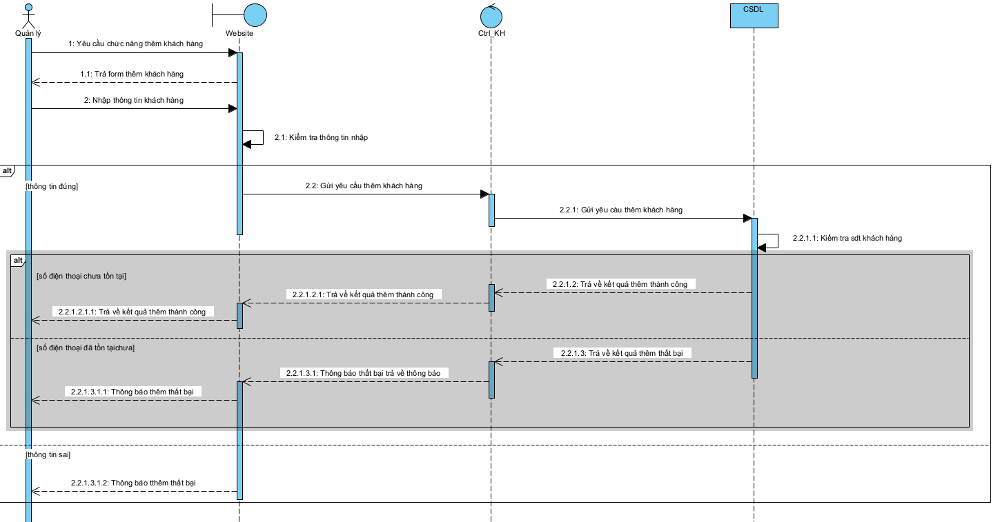 CSDL
Quản lý
Website
Ctrl_KH
1: Yêu cầu chức năng thêm khách hàng
1.1: Trả form thêm khách hàng
2: Nhập thông tin khách hàng
2.1: Kiểm tra thông tin nhập
alt
[thông tin đúng]
2.2: Gửi yêu cầu thêm khách hàng
2.2.1: Gửi yêu càu thêm khách hàng
2.2.1.1: Kiểm tra sdt khách hàng
alt
[số điện thoại chưa tồn tại]
2.2.1.2: Trả về kết quả thêm thành công
2.2.1.2.1: Trả về kết quả thêm thành công
2.2.1.2.1.1: Trả về kết quả thêm thành công
[số điện thoại đã tồn tạichưa]
2.2.1.3: Trả về kết quả thêm thất bại
2.2.1.3.1: Thông báo thất bại trả về thông báo
2.2.1.3.1.1: Thông báo thêm thất bại
[thông tin sai]
2.2.1.3.1.2: Thông báo tthêm thất bại